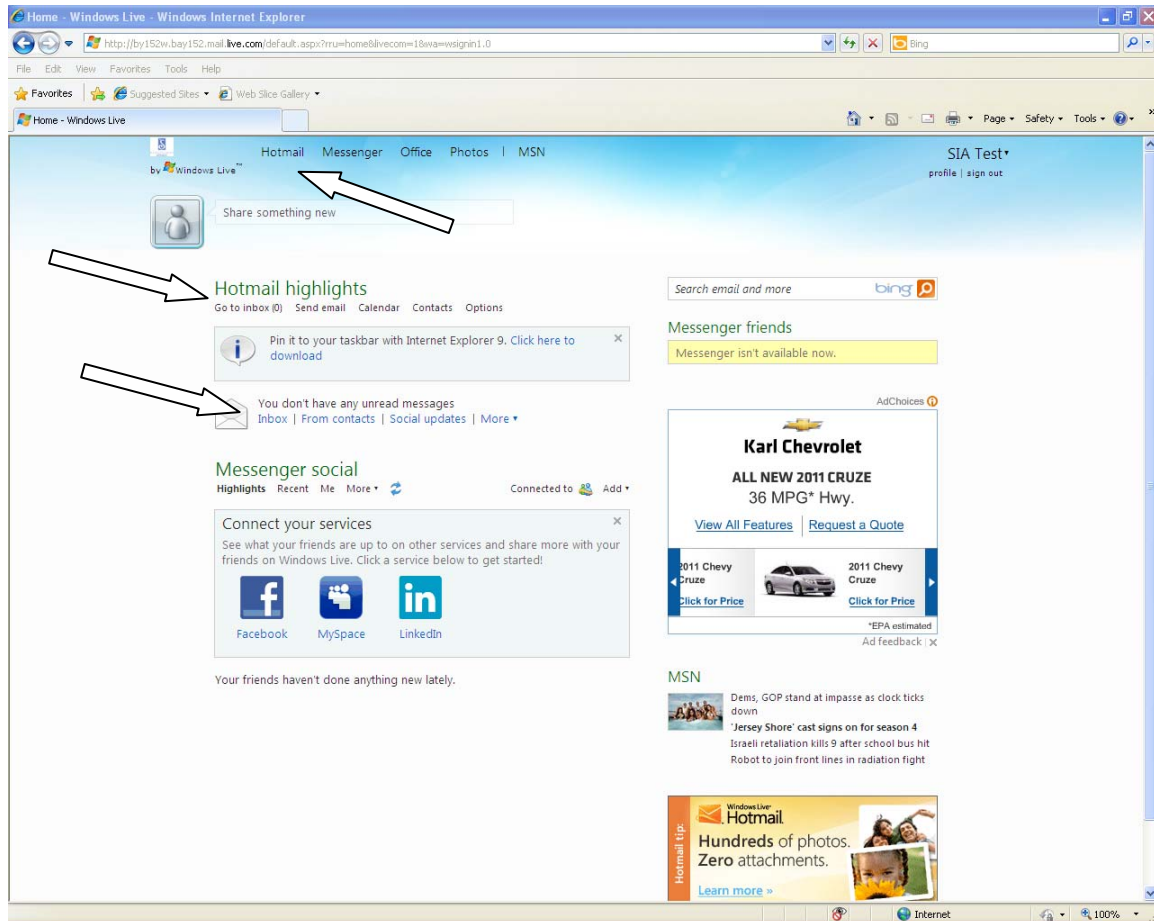 Home - Windows Live - Windows Internet Explorer
http://by152w.bay152.mail.live.com/default.aspx?rru=home&livecom=1&wa=wsignin1.0
Bing
File Edit View Favorites Tools Help
Favorites Suggested Sites Web Slice Gallery
Home - Windows Live
Page Safety Tools
Hotmail Messenger Office Photos | MSN
SIA Test
by Windows Live™
profile | sign out
Share something new
Hotmail highlights
Go to inbox (0) Send email Calendar Contacts Options
Pin it to your taskbar with Internet Explorer 9. Click here to
download
You don't have any unread messages
Inbox | From contacts | Social updates | More
Messenger social
Highlights Recent Me More
Connected to Add
Connect your services
See what your friends are up to on other services and share more with your
friends on Windows Live. Click a service below to get started!
Facebook MySpace LinkedIn
Your friends haven't done anything new lately.
Search email and more bing
Messenger friends
Messenger isn't available now.
AdChoices
Karl Chevrolet
ALL NEW 2011 CRUZE
36 MPG* Hwy.
View All Features | Request a Quote
2011 Chevy
Cruze
Click for Price
2011 Chevy
Cruze
Click for Price
*EPA estimated
Ad feedback | X
MSN
Dems, GOP stand at impasse as clock ticks
down
'Jersey Shore' cast signs on for season 4
Israeli retaliation kills 9 after school bus hit
Robot to join front lines in radiation fight
Hotmail tip:
Windows Live
Hotmail
Hundreds of photos.
Zero attachments.
Learn more »
Internet 100%